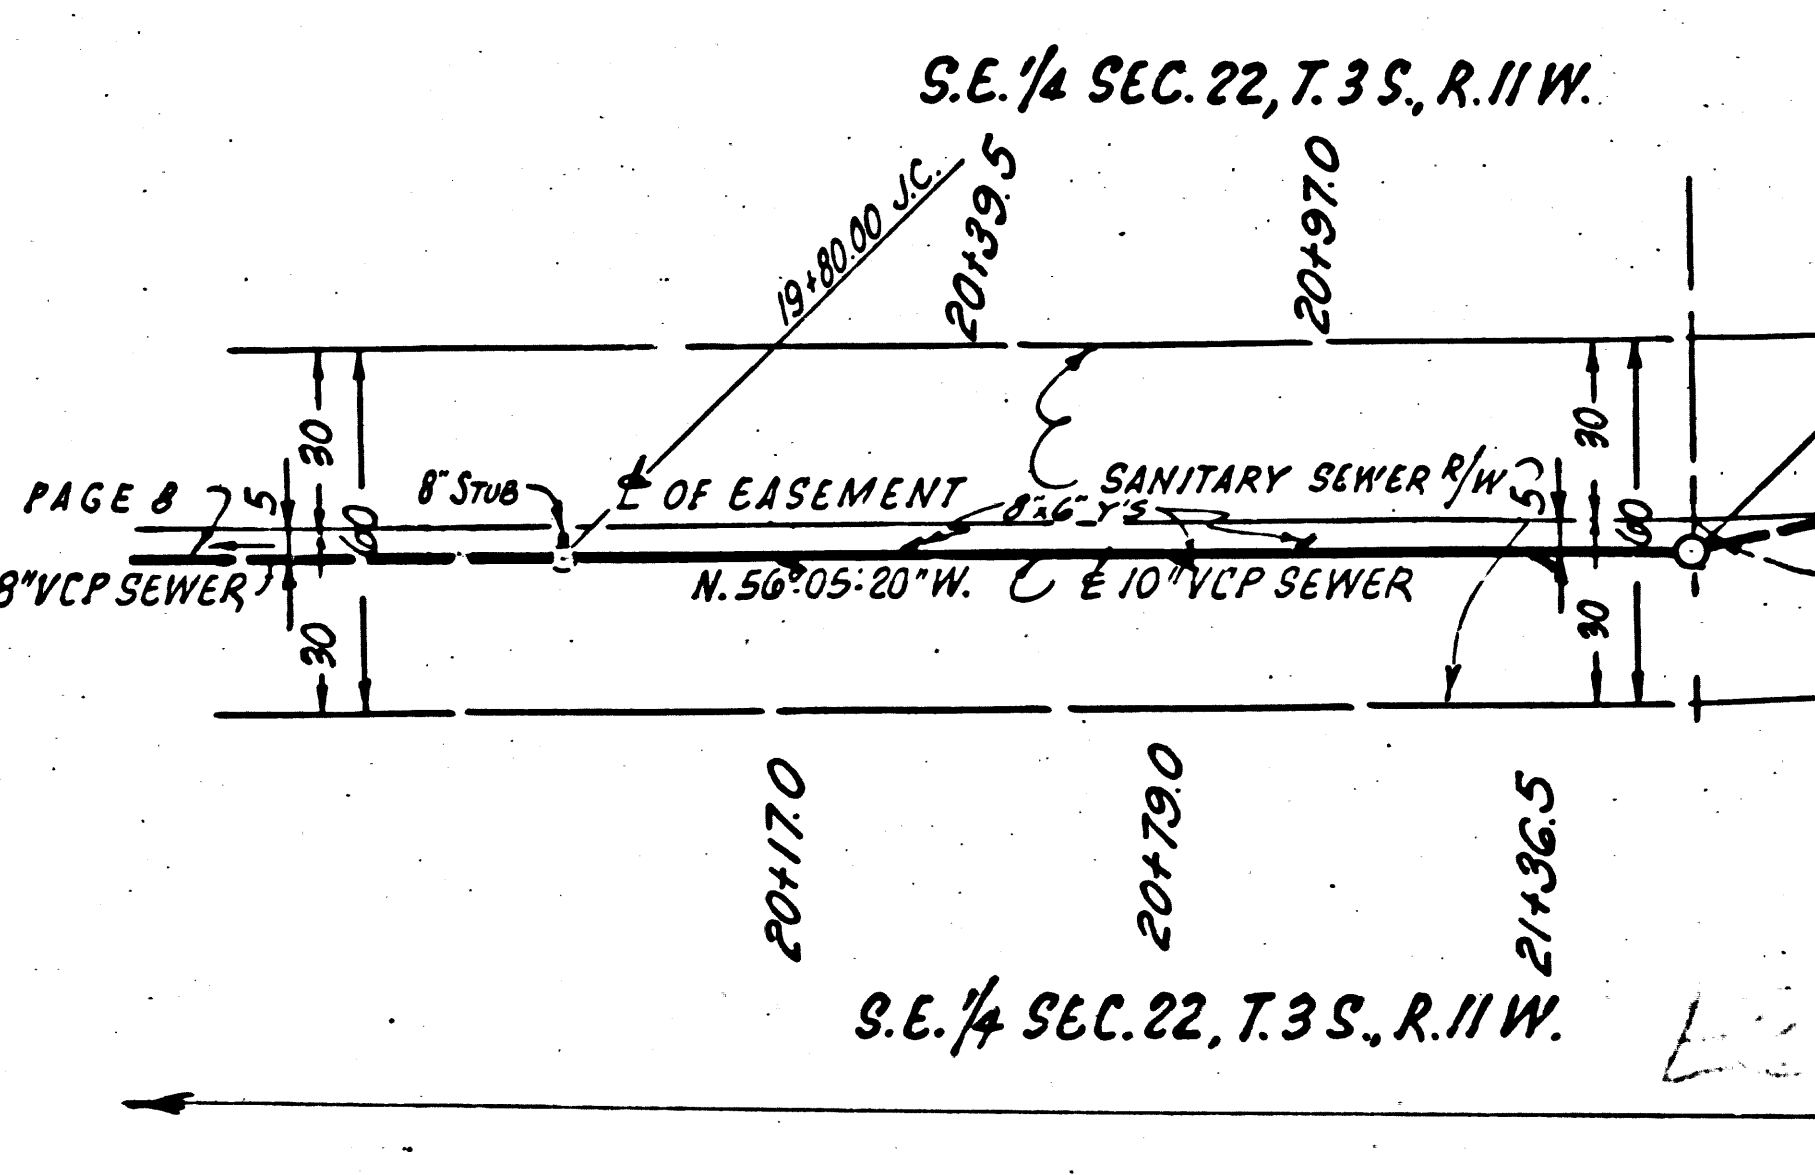 S.E. 1/4 SEC. 22, T. 3 S., R. 11 W.
19+80.00 J.C.
20+39.5
20+97.0
30
30
PAGE 8
5
60
8" STUB
℄ OF EASEMENT
SANITARY SEWER R/W
5
60
8"x6" Y'S
8" VCP SEWER
N. 56°:05:20" W.
℄ 10" VCP SEWER
30
30
20+17.0
20+79.0
21+36.5
S.E. 1/4 SEC. 22, T. 3 S., R. 11 W.